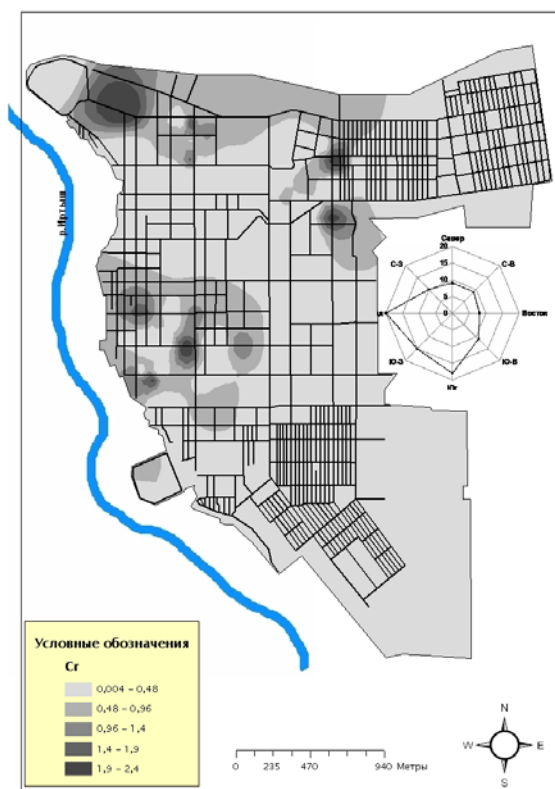 р.Иртыш
Север
20
15
10
5
0
С-З
С-В
Восток
Ю-З
Ю-В
Юг
Условные обозначения
Cr
0,004 – 0,48
0,48 – 0,96
0,96 – 1,4
1,4 – 1,9
1,9 – 2,4
0 235 470 940 Метры
N
W E
S